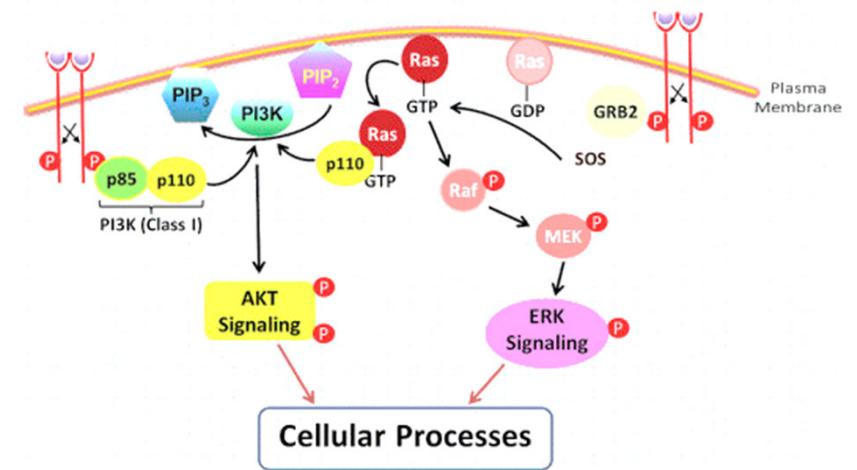 Ras
Ras
PIP2
PIP3
PI3K
GTP
GDP
GRB2
P
P
Plasma
Membrane
Ras
p110
GTP
SOS
P
P
p85
p110
PI3K (Class I)
Raf
P
MEK
P
AKT
Signaling
P
P
ERK
Signaling
P
Cellular Processes